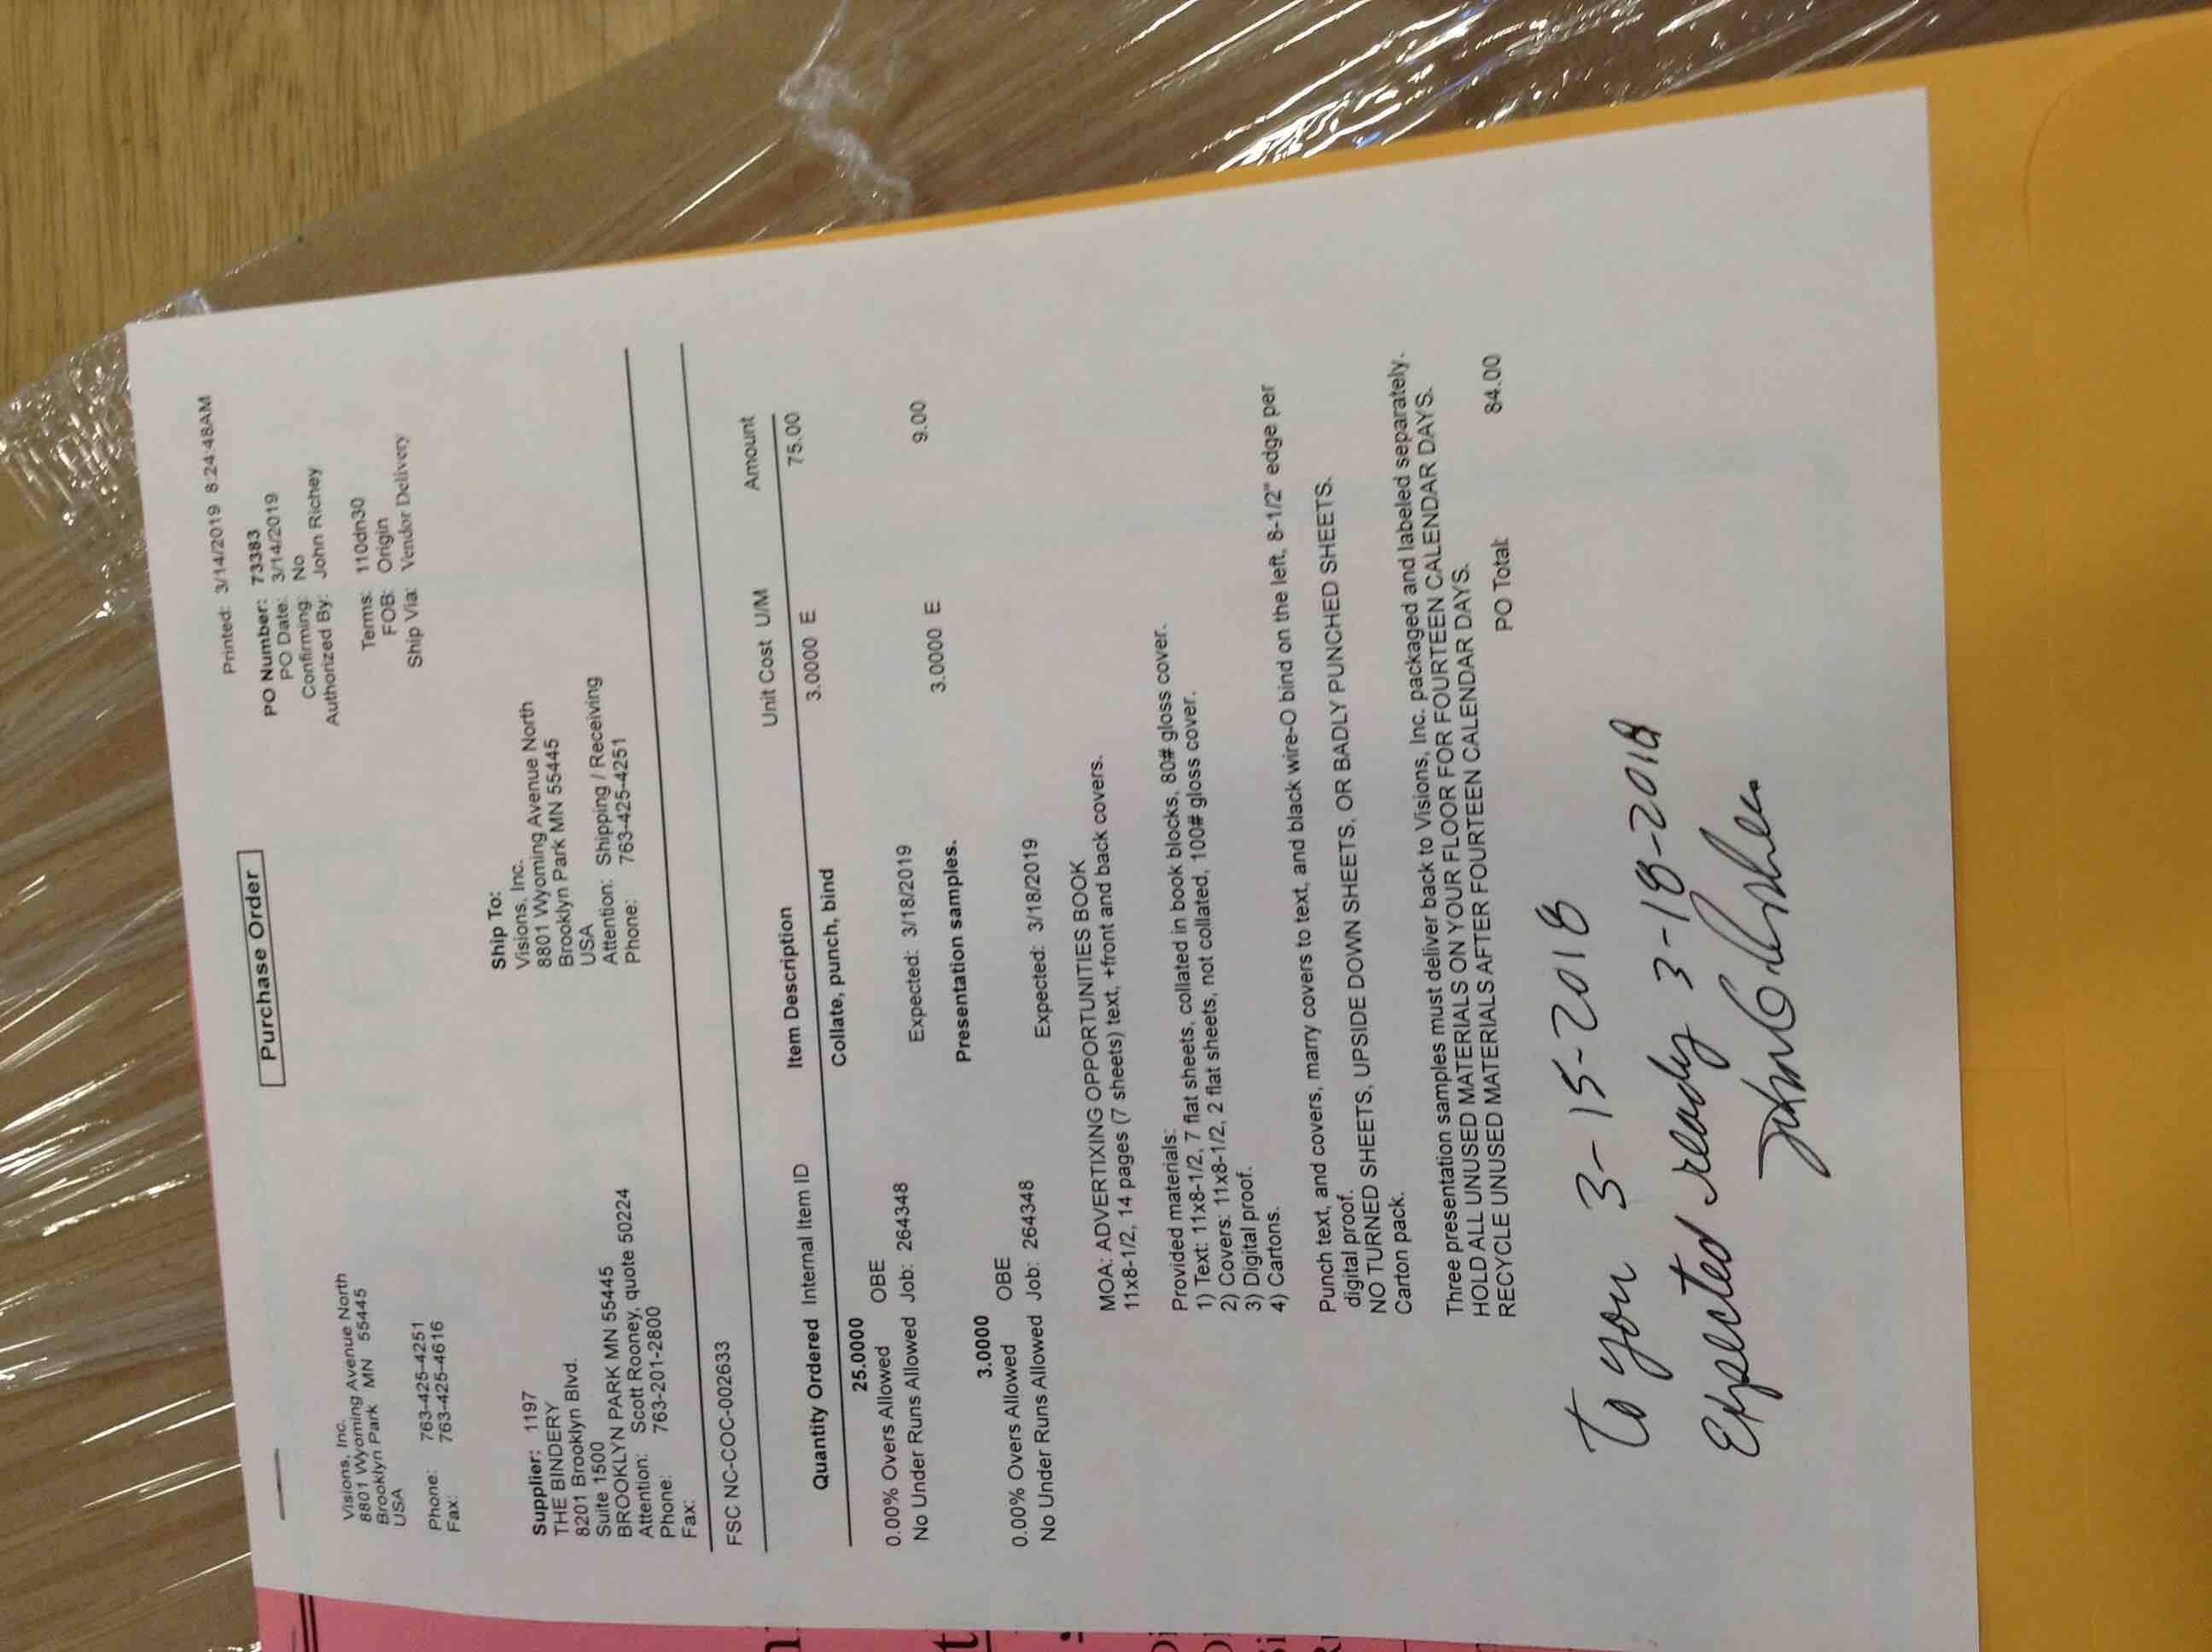 Printed: 3/14/2019 8:24:48AM
Purchase Order
PO Number: 73383
PO Date: 3/14/2019
Confirming: No
Authorized By: John Richey
Visions, Inc.
8801 Wyoming Avenue North
Brooklyn Park MN 55445
USA
Terms: 110dn30
FOB: Origin
Ship Via: Vendor Delivery
Phone: 763-425-4251
Fax: 763-425-4616
Ship To:
Visions, Inc.
8801 Wyoming Avenue North
Brooklyn Park MN 55445
USA
Attention: Shipping / Receiving
Phone: 763-425-4251
Supplier: 1197
THE BINDERY
8201 Brooklyn Blvd.
Suite 1500
BROOKLYN PARK MN 55445
Attention: Scott Rooney, quote 50224
Phone: 763-201-2800
Fax:
FSC NC-COC-002633
Quantity Ordered Internal Item ID Item Description Unit Cost U/M Amount
25.0000 Collate, punch, bind 3.0000 E 75.00
0.00% Overs Allowed OBE
No Under Runs Allowed Job: 264348 Expected: 3/18/2019
3.0000 Presentation samples. 3.0000 E 9.00
0.00% Overs Allowed OBE
No Under Runs Allowed Job: 264348 Expected: 3/18/2019
MOA: ADVERTIXING OPPORTUNITIES BOOK
11x8-1/2, 14 pages (7 sheets) text, +front and back covers.
Provided materials:
1) Text: 11x8-1/2, 7 flat sheets, collated in book blocks, 80# gloss cover.
2) Covers: 11x8-1/2, 2 flat sheets, not collated, 100# gloss cover.
3) Digital proof.
4) Cartons.
Punch text, and covers, marry covers to text, and black wire-O bind on the left, 8-1/2" edge per
digital proof.
NO TURNED SHEETS, UPSIDE DOWN SHEETS, OR BADLY PUNCHED SHEETS.
Carton pack.
Three presentation samples must deliver back to Visions, Inc. packaged and labeled separately.
HOLD ALL UNUSED MATERIALS ON YOUR FLOOR FOR FOURTEEN CALENDAR DAYS.
RECYCLE UNUSED MATERIALS AFTER FOURTEEN CALENDAR DAYS.
PO Total: 84.00
To you 3-15-2018
Expected ready 3-18-2018